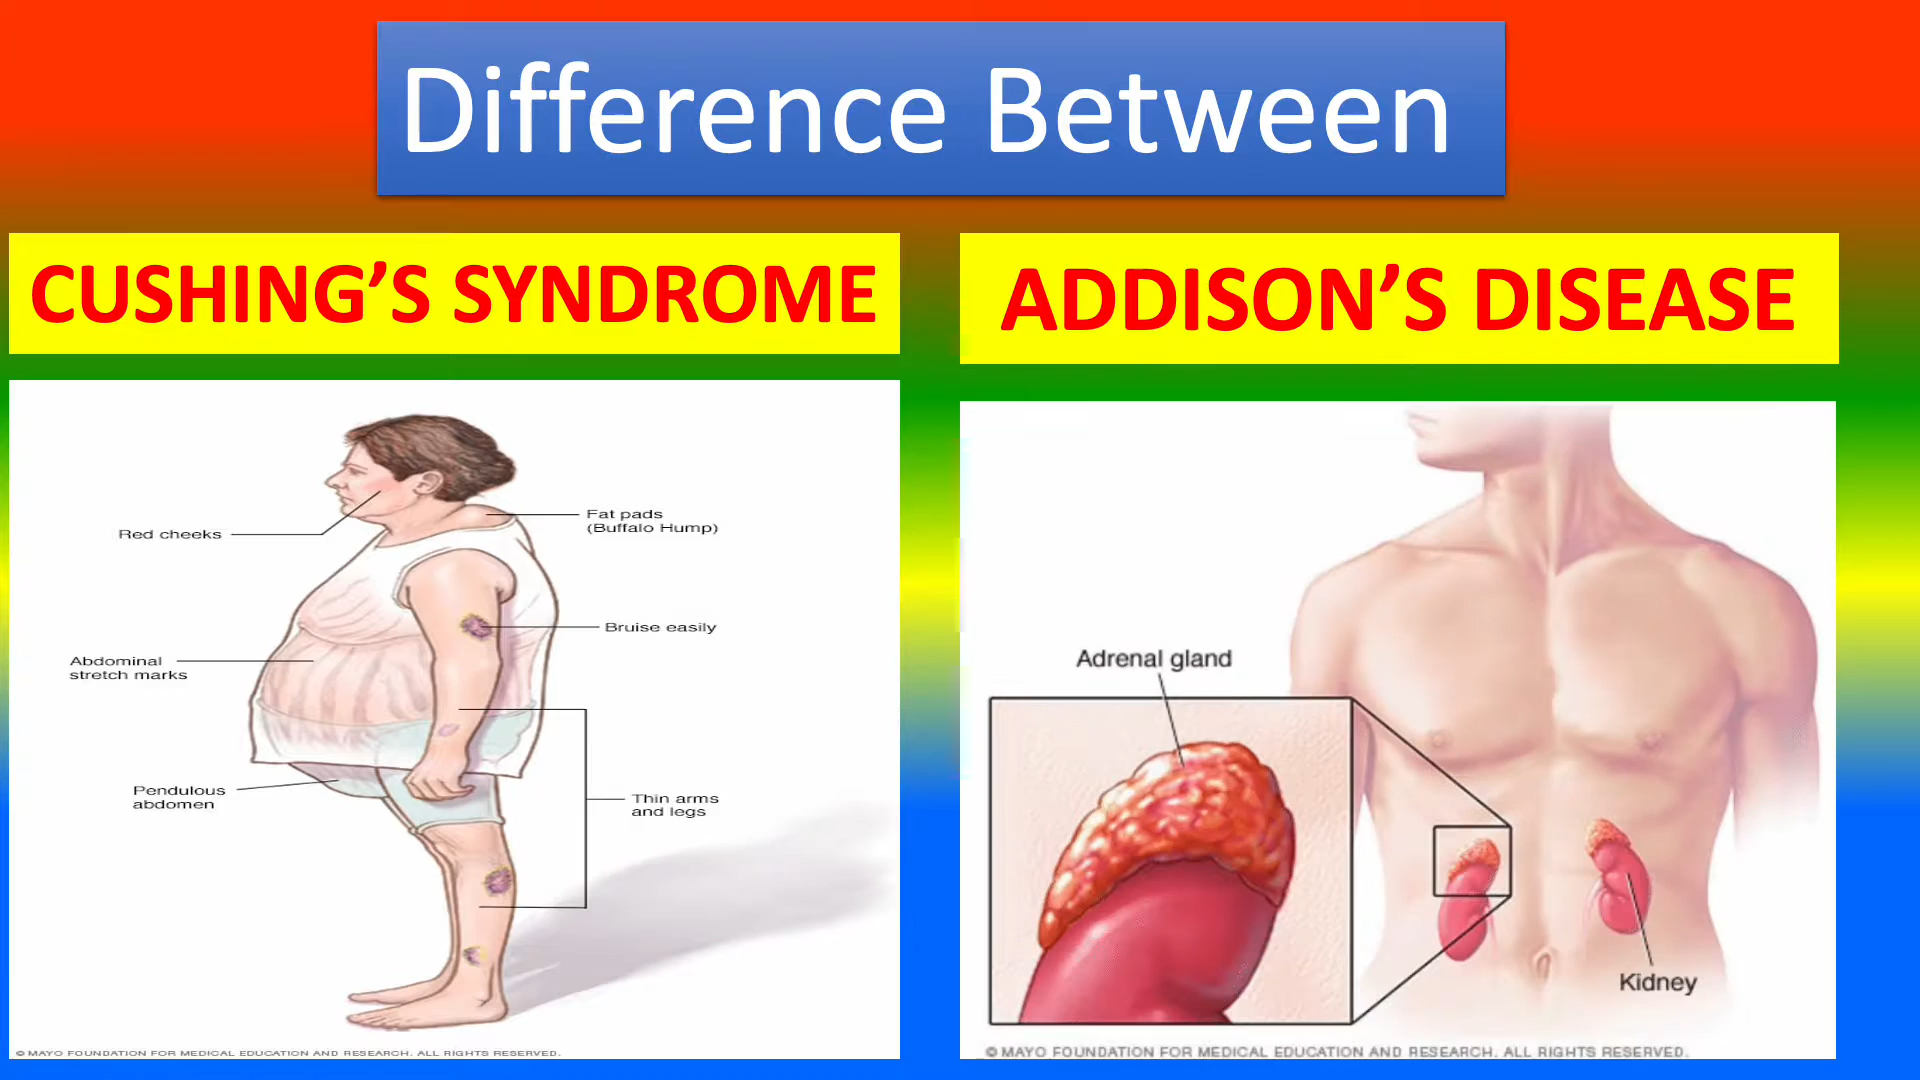 Difference Between
CUSHING’S SYNDROME
ADDISON’S DISEASE
Red cheeks
Fat pads
(Buffalo Hump)
Bruise easily
Abdominal
stretch marks
Pendulous
abdomen
Thin arms
and legs
© MAYO FOUNDATION FOR MEDICAL EDUCATION AND RESEARCH. ALL RIGHTS RESERVED.
Adrenal gland
Kidney
© MAYO FOUNDATION FOR MEDICAL EDUCATION AND RESEARCH. ALL RIGHTS RESERVED.